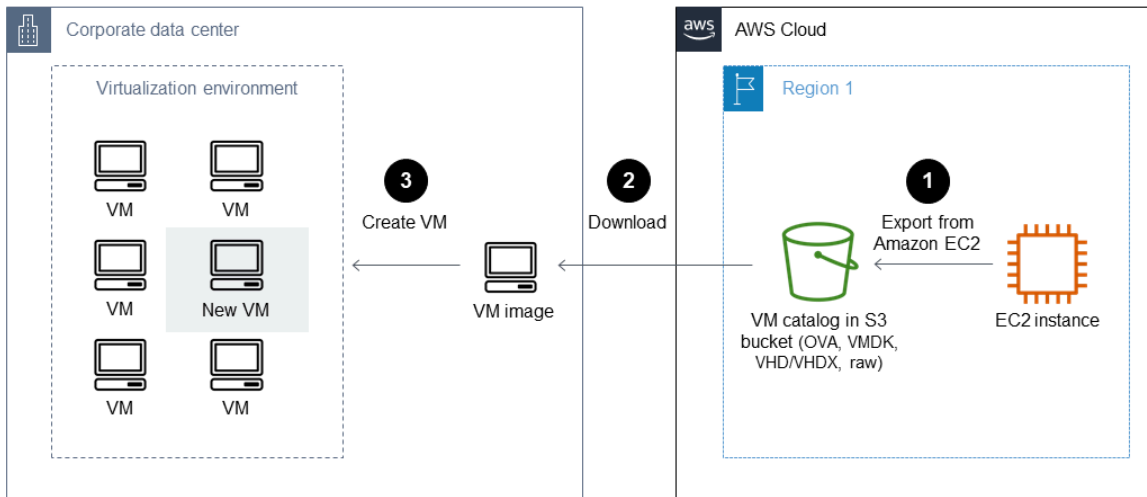 Corporate data center
Virtualization environment
VM
VM
VM
New VM
VM
VM
3
Create VM
VM image
2
Download
aws
AWS Cloud
Region 1
1
Export from
Amazon EC2
VM catalog in S3
bucket (OVA, VMDK,
VHD/VHDX, raw)
EC2 instance